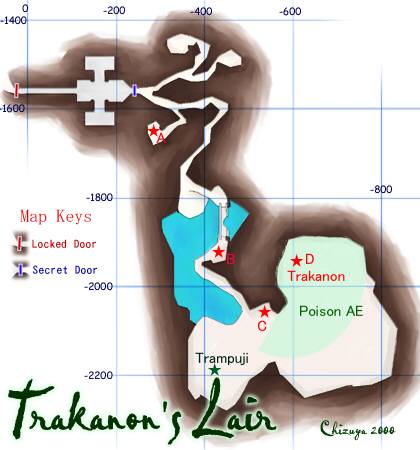 0 -200 -400 -600
-1400
-1600
A
-1800 -800
Map Keys
Locked Door
B
D
Secret Door
Trakanon
-2000
Poison AE
C
Trampuji
-2200
Trakanon's Lair
Chizuya 2000